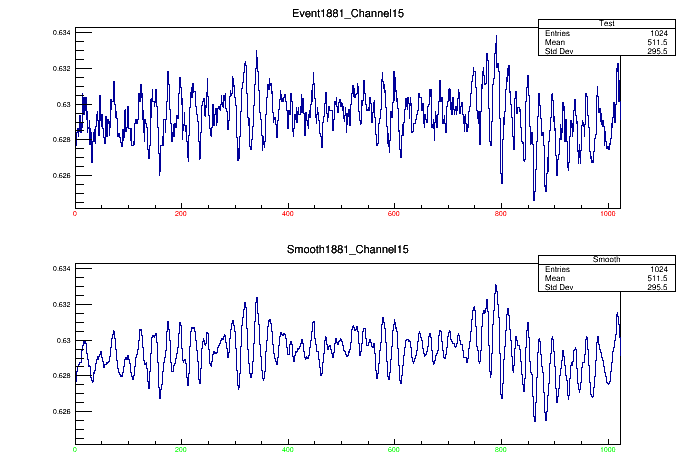 Event1881_Channel15
Test
Entries 1024
Mean 511.5
Std Dev 295.5
0.634
0.632
0.63
0.628
0.626
0 200 400 600 800 1000
Smooth1881_Channel15
Smooth
Entries 1024
Mean 511.5
Std Dev 295.5
0.634
0.632
0.63
0.628
0.626
0 200 400 600 800 1000